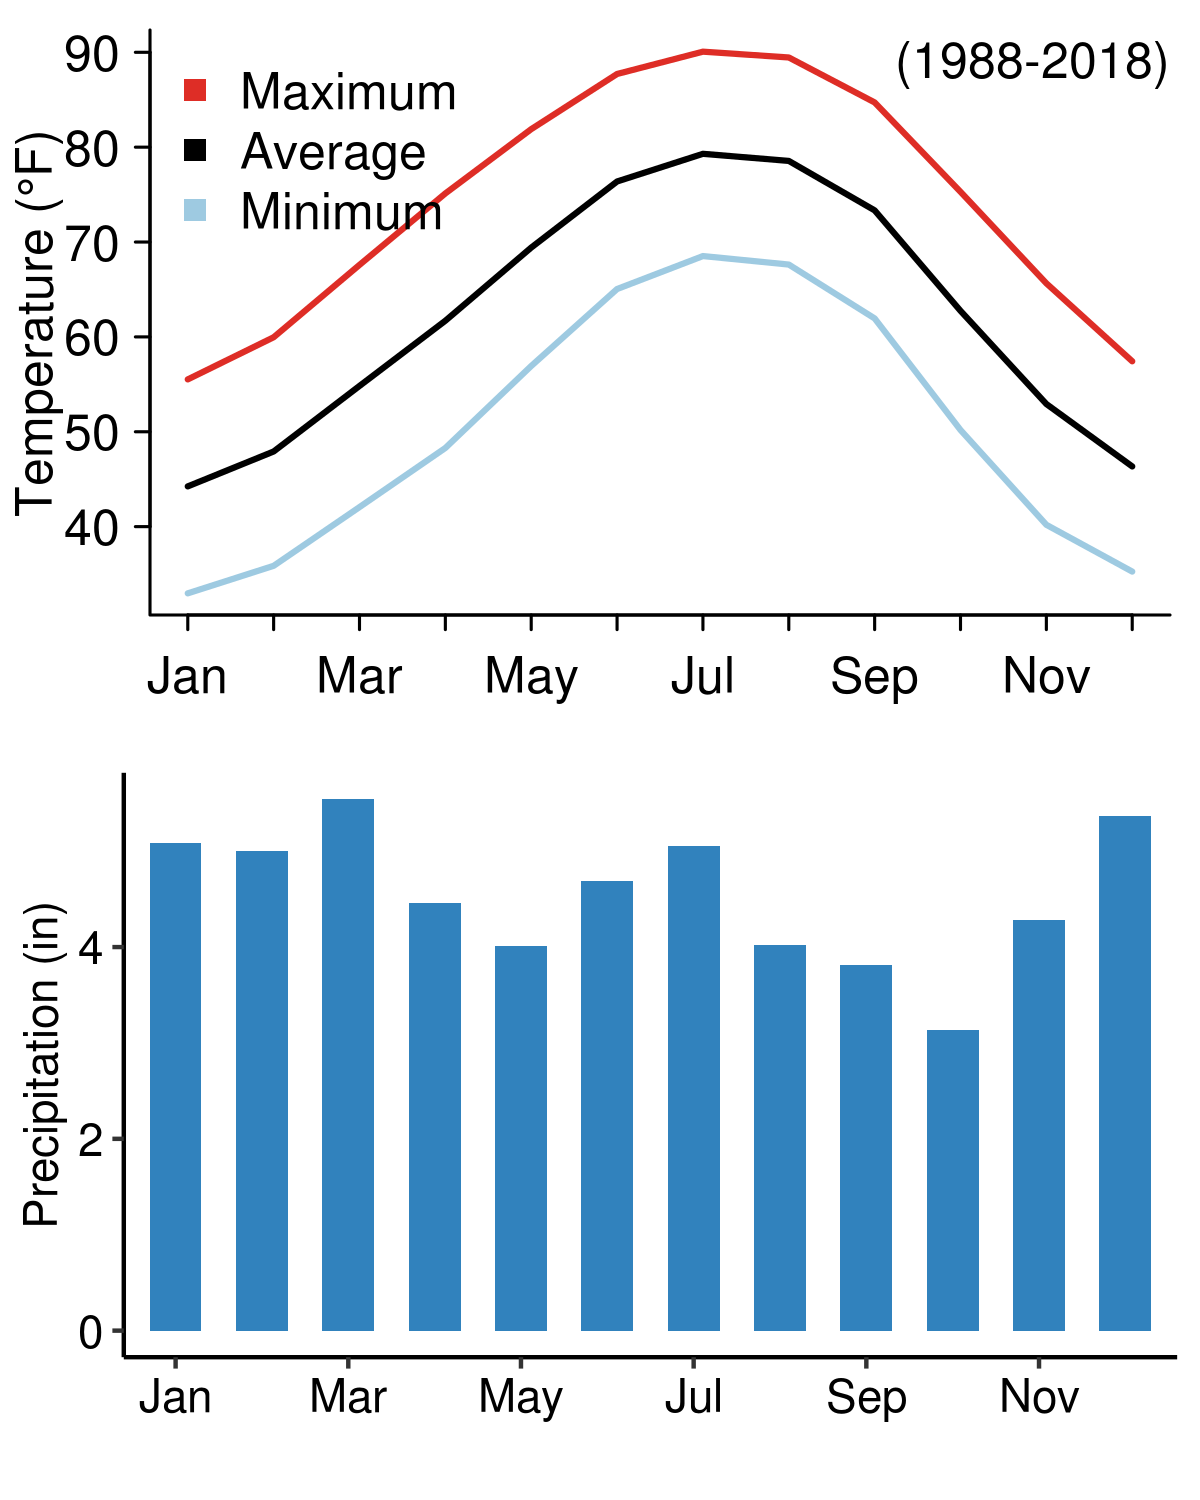 (1988-2018)
Maximum
Average
Minimum
Temperature (°F)
90
80
70
60
50
40
Jan Mar May Jul Sep Nov
Precipitation (in)
4
2
0
Jan Mar May Jul Sep Nov